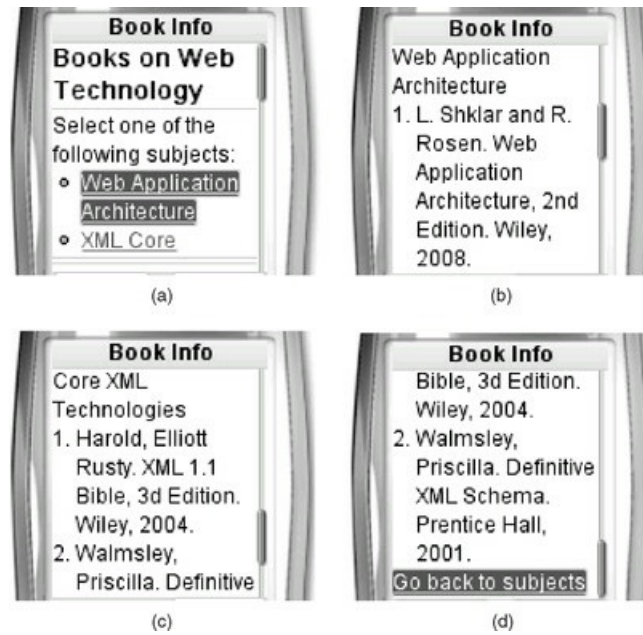 Book Info
Books on Web
Technology
Select one of the
following subjects:
Web Application
Architecture
XML Core
(a)
Book Info
Web Application
Architecture
1. L. Shklar and R.
Rosen. Web
Application
Architecture, 2nd
Edition. Wiley,
2008.
(b)
Book Info
Core XML
Technologies
1. Harold, Elliott
Rusty. XML 1.1
Bible, 3d Edition.
Wiley, 2004.
2. Walmsley,
Priscilla. Definitive
(c)
Book Info
Bible, 3d Edition.
Wiley, 2004.
2. Walmsley,
Priscilla. Definitive
XML Schema.
Prentice Hall,
2001.
Go back to subjects
(d)